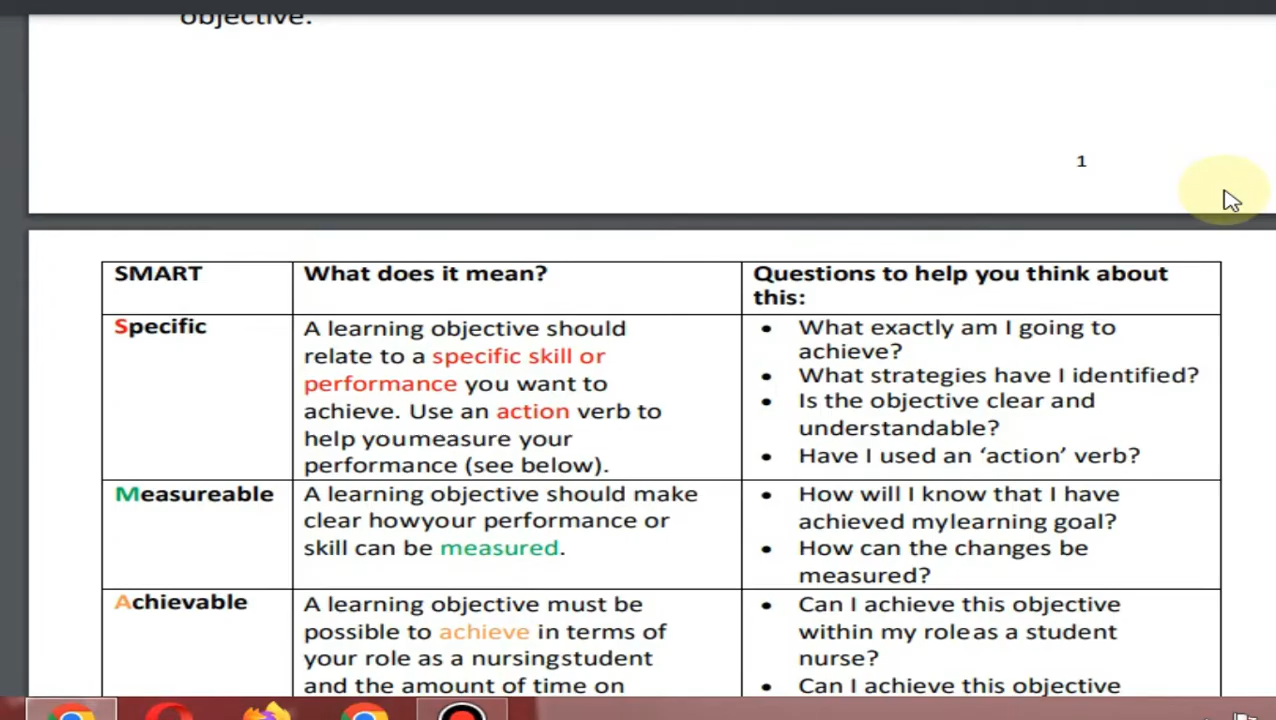 objective.
1
SMART
What does it mean?
Questions to help you think about
this:
Specific
A learning objective should
relate to a specific skill or
performance you want to
achieve. Use an action verb to
help youmeasure your
performance (see below).
• What exactly am I going to
achieve?
• What strategies have I identified?
• Is the objective clear and
understandable?
• Have I used an ‘action’ verb?
Measureable
A learning objective should make
clear howyour performance or
skill can be measured.
• How will I know that I have
achieved mylearning goal?
• How can the changes be
measured?
Achievable
A learning objective must be
possible to achieve in terms of
your role as a nursingstudent
and the amount of time on
• Can I achieve this objective
within my roleas a student
nurse?
• Can I achieve this objective